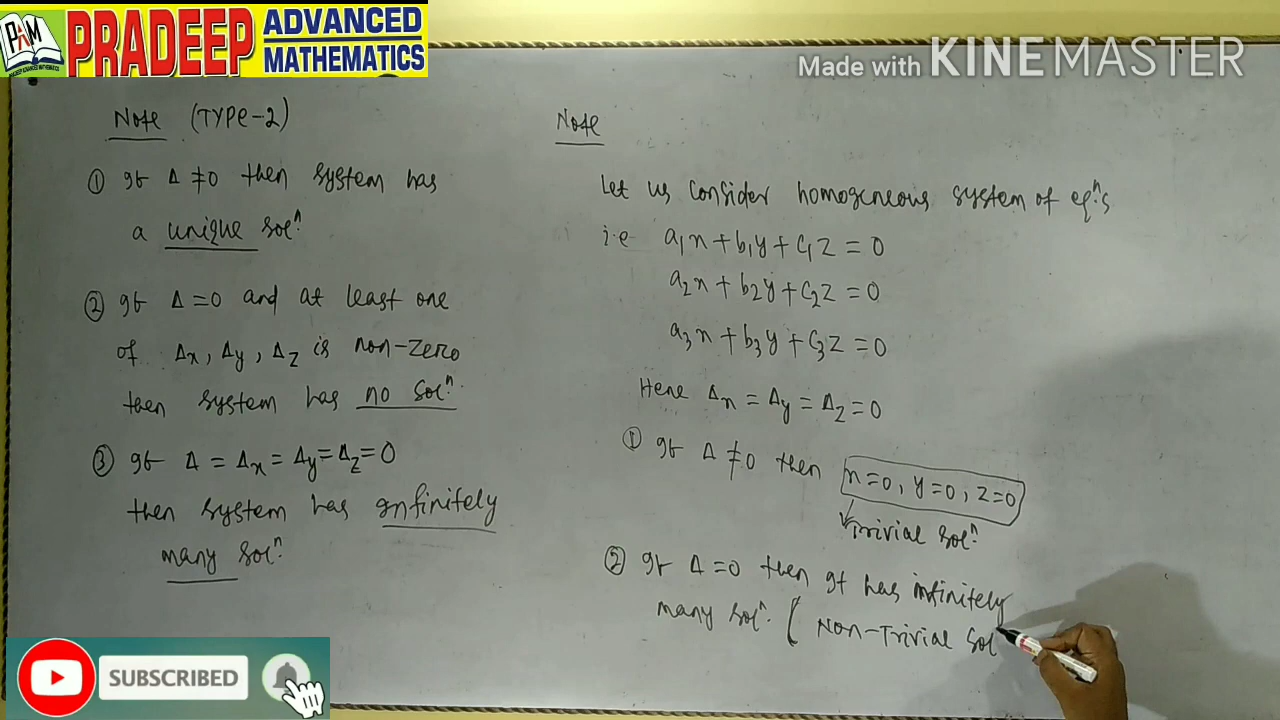 PAM
PRADEEP ADVANCED MATHEMATICS
Made with KINEMASTER
Note (TYPE-2)
① If Δ ≠ 0 then system has
a unique solⁿ.
② If Δ = 0 and at least one
of Δx, Δy, Δz is non-zero
then system has no solⁿ.
③ If Δ = Δx = Δy = Δz = 0
then system has infinitely
many solⁿ.
Note
Let us consider homogeneous system of eqⁿ.s
i.e a₁x + b₁y + c₁z = 0
a₂x + b₂y + c₂z = 0
a₃x + b₃y + c₃z = 0
Here Δx = Δy = Δz = 0
① If Δ ≠ 0 then x=0, y=0, z=0
Trivial solⁿ.
② If Δ = 0 then It has infinitely
many solⁿ. ( Non-Trivial Sol
SUBSCRIBED